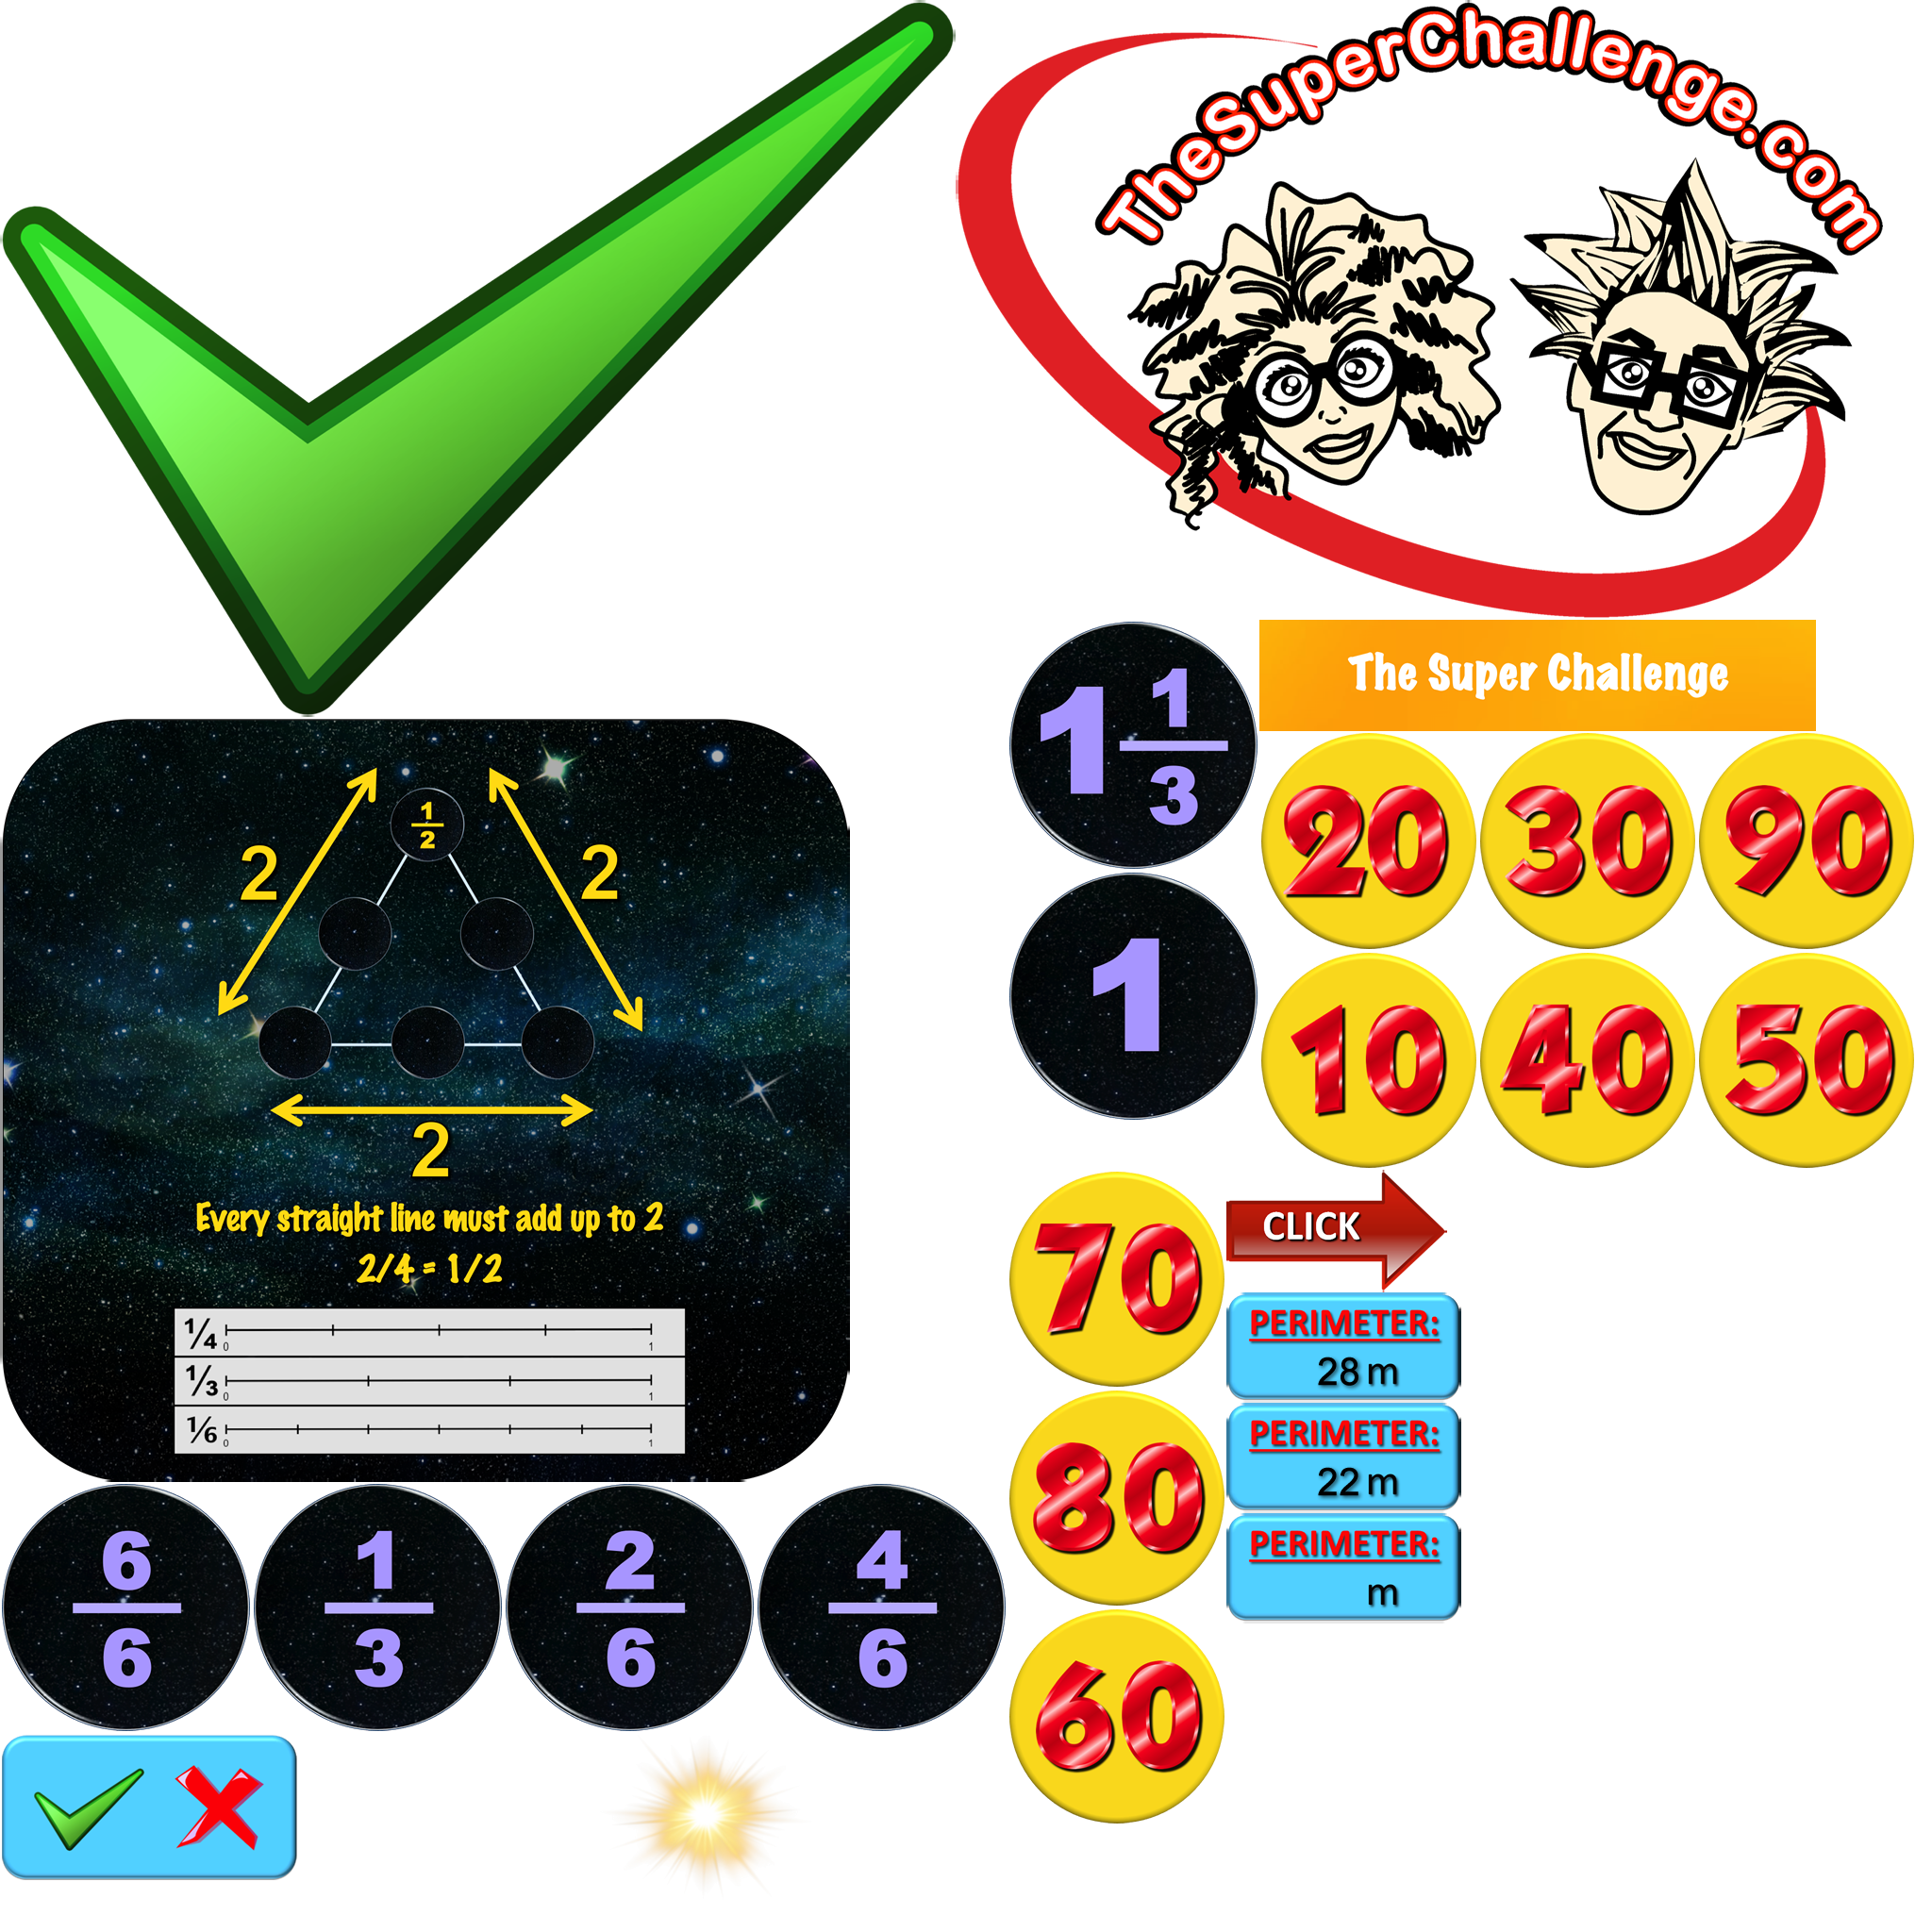 TheSuperChallenge.com
The Super Challenge
1 1/3
1
20 30 90
10 40 50
1/2
2 2
2
Every straight line must add up to 2
2/4 = 1/2
1/4 0 1
1/3 0 1
1/6 0 1
70
80
60
CLICK
PERIMETER:
28 m
PERIMETER:
22 m
PERIMETER:
m
6/6 1/3 2/6 4/6